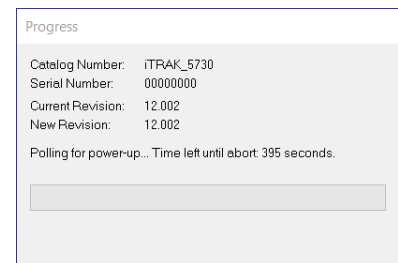 Progress
Catalog Number: iTRAK_5730
Serial Number: 00000000
Current Revision: 12.002
New Revision: 12.002
Polling for power-up... Time left until abort: 395 seconds.